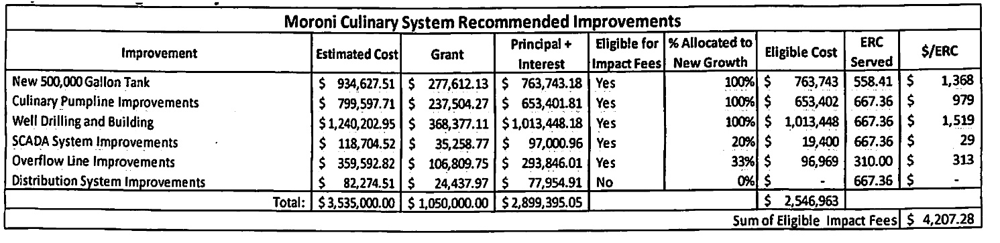 Moroni Culinary System Recommended Improvements
Improvement Estimated Cost Grant Principal + Interest Eligible for Impact Fees % Allocated to New Growth Eligible Cost ERC Served $/ERC
New 500,000 Gallon Tank $ 934,627.51 $ 277,612.13 $ 763,743.18 Yes 100% $ 763,743 558.41 $ 1,368
Culinary Pumpline Improvements $ 799,597.71 $ 237,504.27 $ 653,401.81 Yes 100% $ 653,402 667.36 $ 979
Well Drilling and Building $ 1,240,202.95 $ 368,377.11 $ 1,013,448.18 Yes 100% $ 1,013,448 667.36 $ 1,519
SCADA System Improvements $ 118,704.52 $ 35,258.77 $ 97,000.96 Yes 20% $ 19,400 667.36 $ 29
Overflow Line Improvements $ 359,592.82 $ 106,809.75 $ 293,846.01 Yes 33% $ 96,969 310.00 $ 313
Distribution System Improvements $ 82,274.51 $ 24,437.97 $ 77,954.91 No 0% $ - 667.36 $ -
Total: $ 3,535,000.00 $ 1,050,000.00 $ 2,899,395.05 $ 2,546,963
Sum of Eligible Impact Fees $ 4,207.28